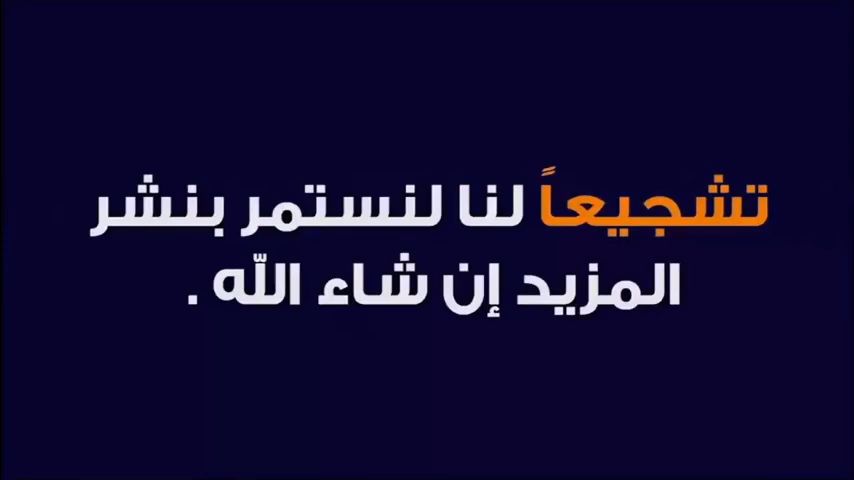 تشجيعاً لنا لنستمر بنشر
المزيد إن شاء الله .